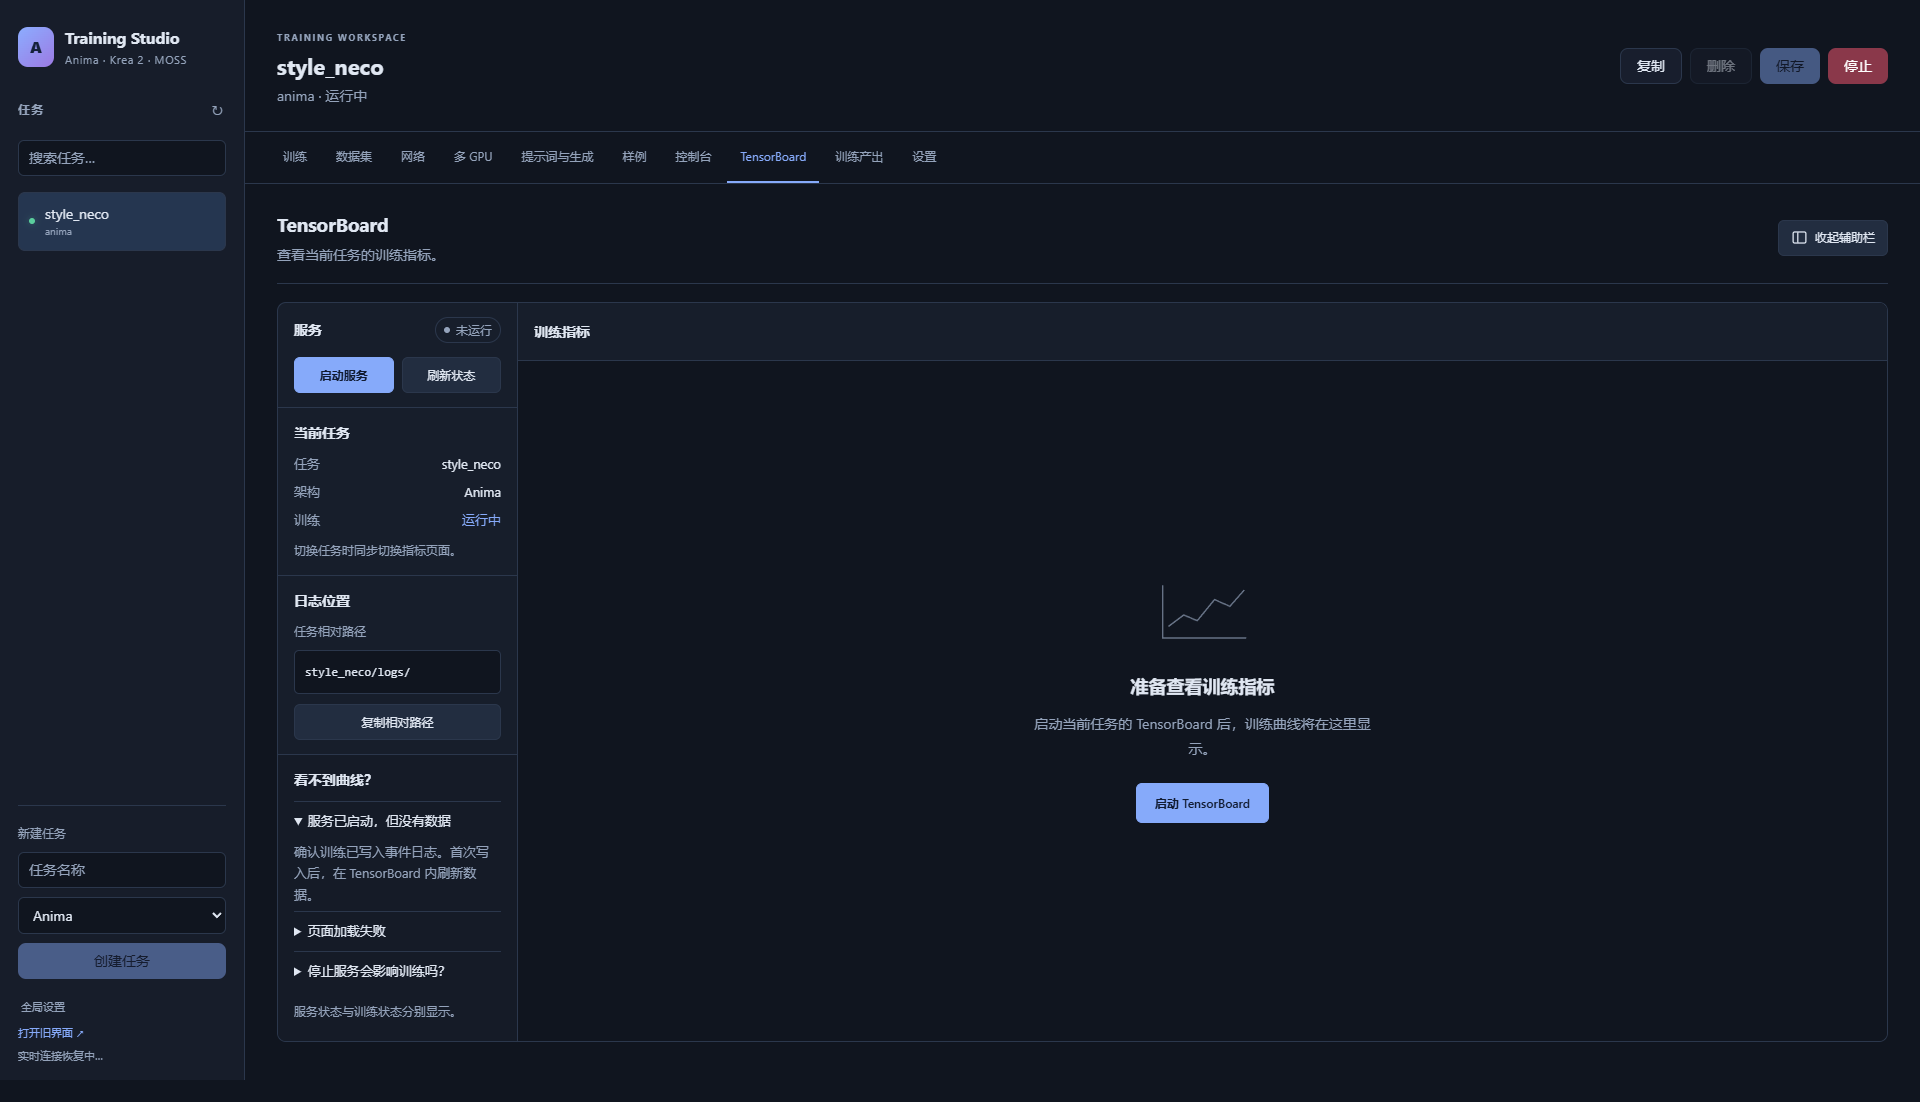 A
Training Studio
Anima · Krea 2 · MOSS
任务
↻
搜索任务...
style_neco
anima
新建任务
任务名称
Anima
创建任务
全局设置
打开旧界面 ↗
实时连接恢复中...
TRAINING WORKSPACE
style_neco
anima · 运行中
复制
删除
保存
停止
训练
数据集
网络
多 GPU
提示词与生成
样例
控制台
TensorBoard
训练产出
设置
TensorBoard
查看当前任务的训练指标。
收起辅助栏
服务
未运行
启动服务
刷新状态
当前任务
任务 style_neco
架构 Anima
训练 运行中
切换任务时同步切换指标页面。
日志位置
任务相对路径
style_neco/logs/
复制相对路径
看不到曲线？
▼ 服务已启动，但没有数据
确认训练已写入事件日志。首次写
入后，在 TensorBoard 内刷新数
据。
▶ 页面加载失败
▶ 停止服务会影响训练吗？
服务状态与训练状态分别显示。
训练指标
准备查看训练指标
启动当前任务的 TensorBoard 后，训练曲线将在这里显
示。
启动 TensorBoard